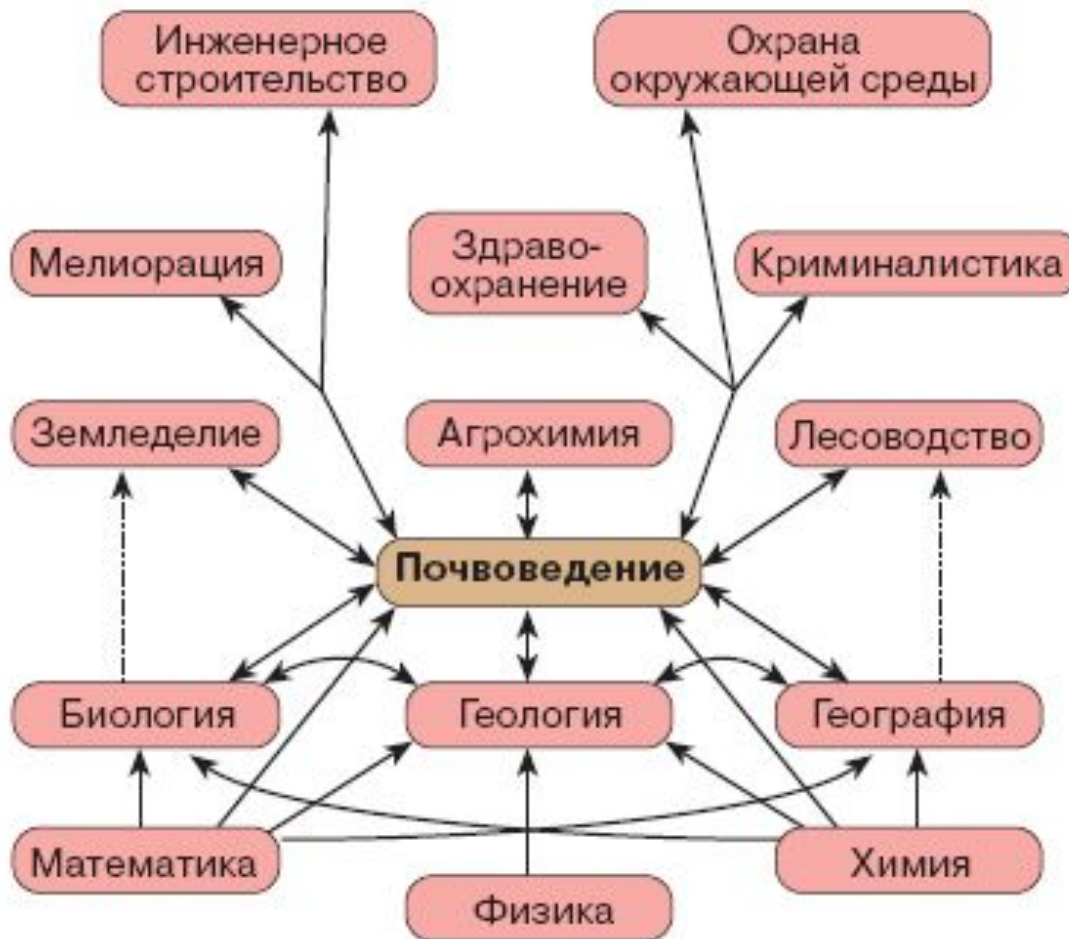 Инженерное
строительство
Охрана
окружающей среды
Мелиорация
Здраво-
охранение
Криминалистика
Земледелие
Агрохимия
Лесоводство
Почвоведение
Биология
Геология
География
Математика
Физика
Химия